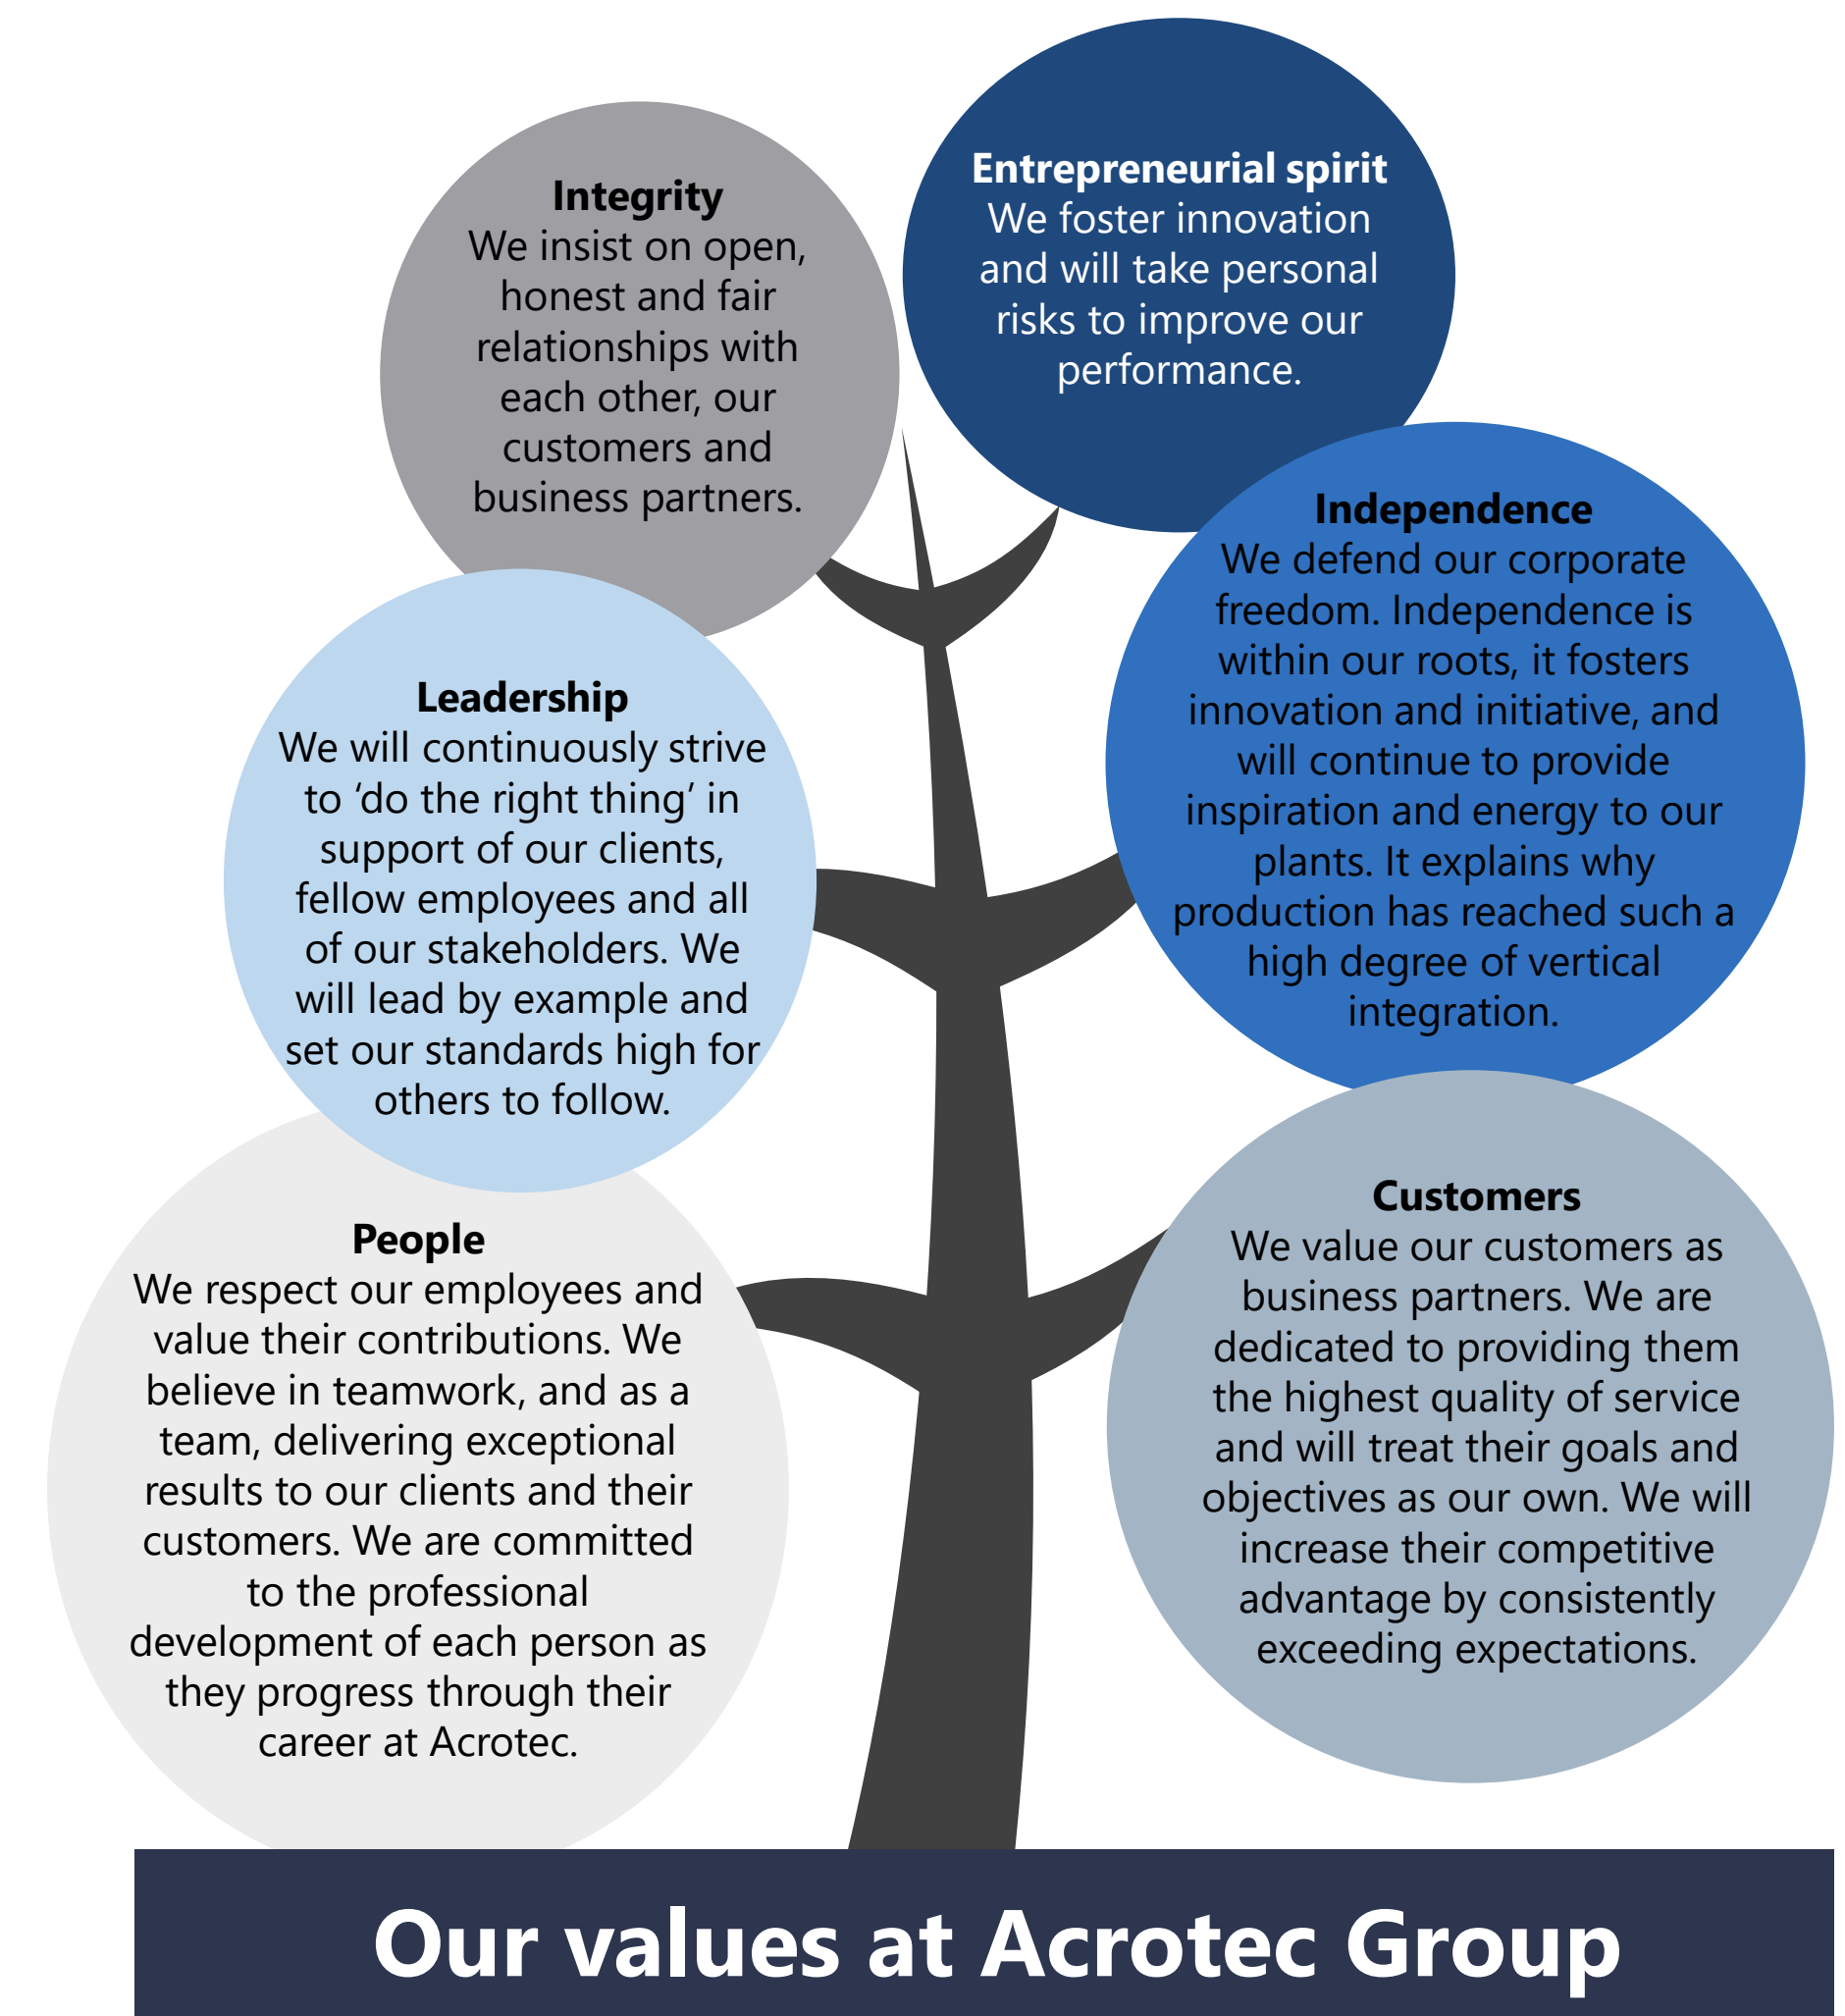 Integrity
We insist on open,
honest and fair
relationships with
each other, our
customers and
business partners.
Entrepreneurial spirit
We foster innovation
and will take personal
risks to improve our
performance.
Leadership
We will continuously strive
to ‘do the right thing’ in
support of our clients,
fellow employees and all
of our stakeholders. We
will lead by example and
set our standards high for
others to follow.
Independence
We defend our corporate
freedom. Independence is
within our roots, it fosters
innovation and initiative, and
will continue to provide
inspiration and energy to our
plants. It explains why
production has reached such a
high degree of vertical
integration.
People
We respect our employees and
value their contributions. We
believe in teamwork, and as a
team, delivering exceptional
results to our clients and their
customers. We are committed
to the professional
development of each person as
they progress through their
career at Acrotec.
Customers
We value our customers as
business partners. We are
dedicated to providing them
the highest quality of service
and will treat their goals and
objectives as our own. We will
increase their competitive
advantage by consistently
exceeding expectations.
Our values at Acrotec Group